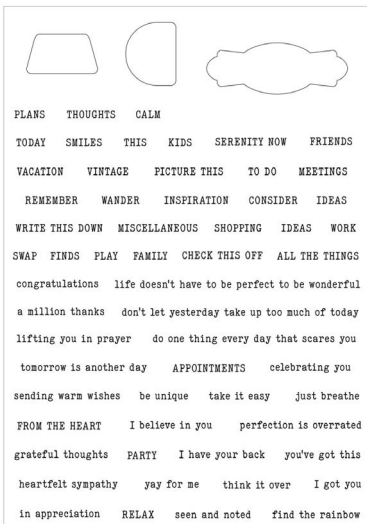 PLANS THOUGHTS CALM
TODAY SMILES THIS KIDS SERENITY NOW FRIENDS
VACATION VINTAGE PICTURE THIS TO DO MEETINGS
REMEMBER WANDER INSPIRATION CONSIDER IDEAS
WRITE THIS DOWN MISCELLANEOUS SHOPPING IDEAS WORK
SWAP FINDS PLAY FAMILY CHECK THIS OFF ALL THE THINGS
congratulations life doesn't have to be perfect to be wonderful
a million thanks don't let yesterday take up too much of today
lifting you in prayer do one thing every day that scares you
tomorrow is another day APPOINTMENTS celebrating you
sending warm wishes be unique take it easy just breathe
FROM THE HEART I believe in you perfection is overrated
grateful thoughts PARTY I have your back you've got this
heartfelt sympathy yay for me think it over I got you
in appreciation RELAX seen and noted find the rainbow